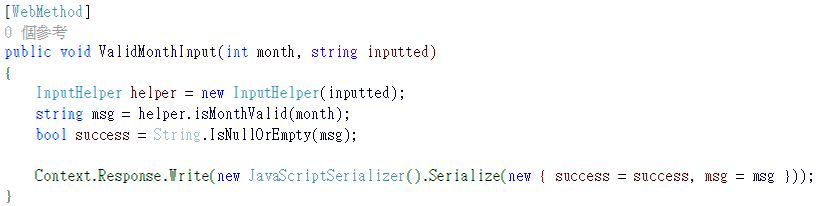 [WebMethod]
0 個參考
public void ValidMonthInput(int month, string inputted)
{
    InputHelper helper = new InputHelper(inputted);
    string msg = helper.isMonthValid(month);
    bool success = String.IsNullOrEmpty(msg);

    Context.Response.Write(new JavaScriptSerializer().Serialize(new { success = success, msg = msg }));
}